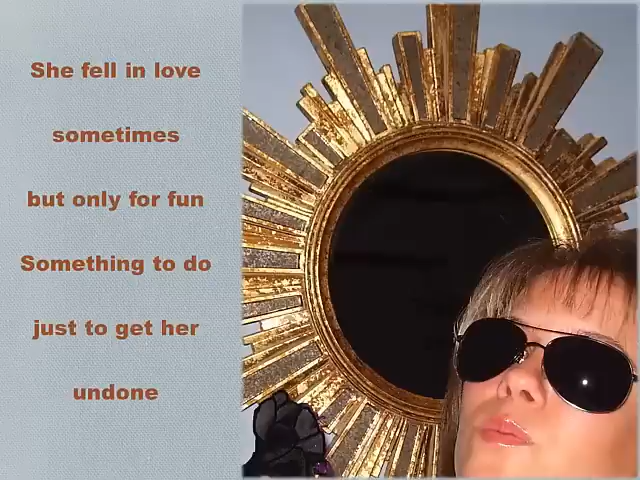 She fell in love
sometimes
but only for fun
Something to do
just to get her
undone